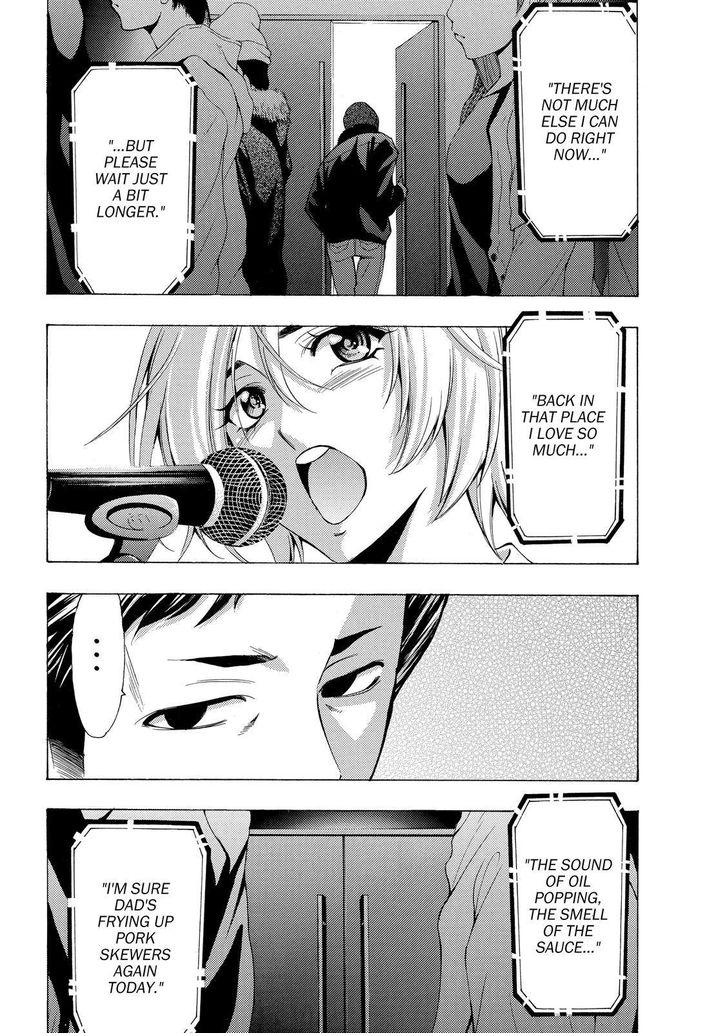 "THERE'S
NOT MUCH
ELSE I CAN
DO RIGHT
NOW..."
"...BUT
PLEASE
WAIT JUST
A BIT
LONGER."
"BACK IN
THAT PLACE
I LOVE SO
MUCH..."
...
"THE SOUND
OF OIL
POPPING,
THE SMELL
OF THE
SAUCE..."
"I'M SURE
DAD'S
FRYING UP
PORK
SKEWERS
AGAIN
TODAY."